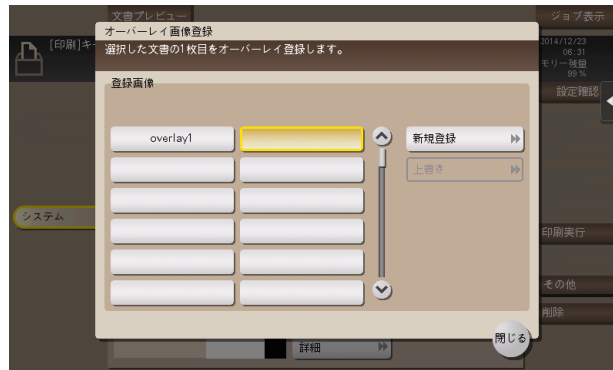 文書プレビュー
ジョブ表示
オーバーレイ画像登録
選択した文書の1枚目をオーバーレイ登録します。
[印刷]キー
2014/12/23
06:31
メモリー残量
99 %
登録画像
設定確認
overlay1
新規登録
上書き
システム
印刷実行
その他
削除
詳細
閉じる